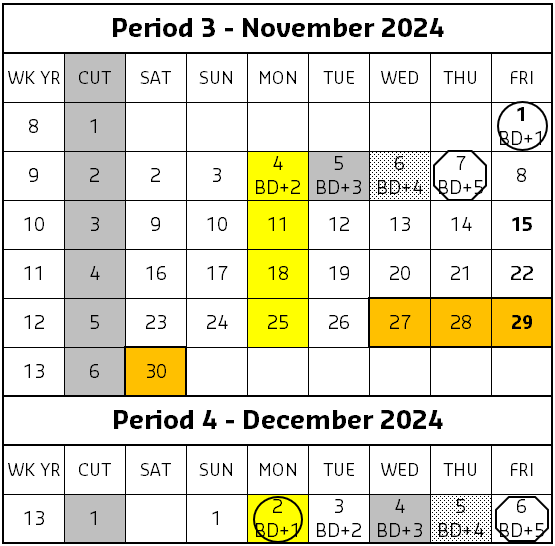 Period 3 - November 2024
WK YR CUT SAT SUN MON TUE WED THU FRI
8 1 1
BD+1
9 2 2 3 4 5 6 7 8
BD+2 BD+3 BD+4 BD+5
10 3 9 10 11 12 13 14 15
11 4 16 17 18 19 20 21 22
12 5 23 24 25 26 27 28 29
13 6 30
Period 4 - December 2024
WK YR CUT SAT SUN MON TUE WED THU FRI
13 1 1 2 3 4 5 6
BD+1 BD+2 BD+3 BD+4 BD+5